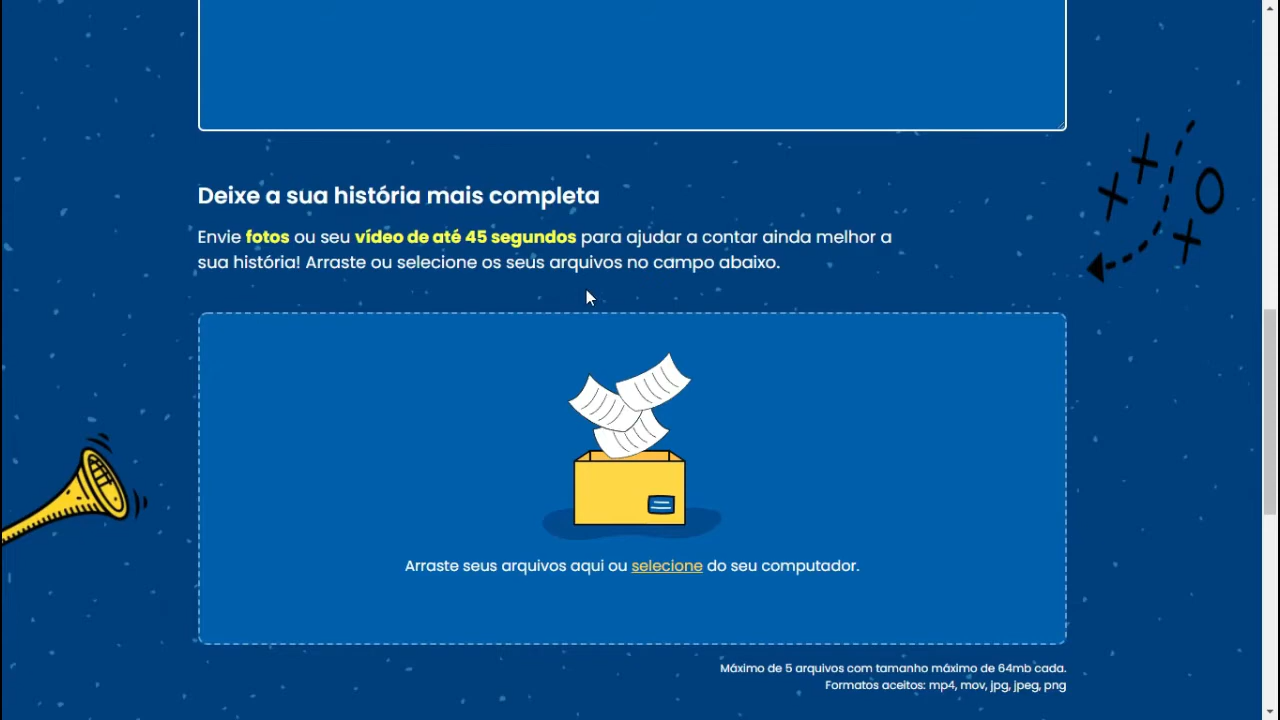 Deixe a sua história mais completa
Envie fotos ou seu vídeo de até 45 segundos para ajudar a contar ainda melhor a
sua história! Arraste ou selecione os seus arquivos no campo abaixo.
Arraste seus arquivos aqui ou selecione do seu computador.
Máximo de 5 arquivos com tamanho máximo de 64mb cada.
Formatos aceitos: mp4, mov, jpg, jpeg, png